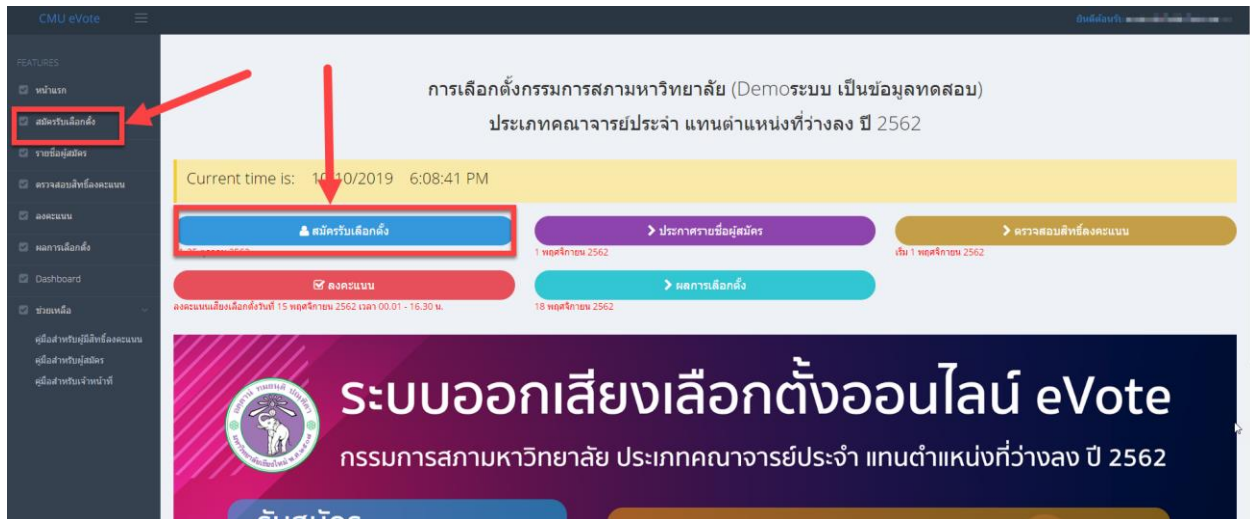 CMU eVote
ยินดีต้อนรับ
FEATURES
หน้าแรก
สมัครรับเลือกตั้ง
รายชื่อผู้สมัคร
ตรวจสอบสิทธิ์ลงคะแนน
ลงคะแนน
ผลการเลือกตั้ง
Dashboard
ช่วยเหลือ
คู่มือสำหรับผู้มีสิทธิ์ลงคะแนน
คู่มือสำหรับผู้สมัคร
คู่มือสำหรับเจ้าหน้าที่
การเลือกตั้งกรรมการสภามหาวิทยาลัย (Demoระบบ เป็นข้อมูลทดสอบ)
ประเภทคณาจารย์ประจำ แทนตำแหน่งที่ว่างลง ปี 2562
Current time is: 10/10/2019 6:08:41 PM
สมัครรับเลือกตั้ง
ประกาศรายชื่อผู้สมัคร
1 พฤศจิกายน 2562
ตรวจสอบสิทธิ์ลงคะแนน
เริ่ม 1 พฤศจิกายน 2562
ลงคะแนน
ลงคะแนนเสียงเลือกตั้งวันที่ 15 พฤศจิกายน 2562 เวลา 00.01 - 16.30 น.
ผลการเลือกตั้ง
18 พฤศจิกายน 2562
ระบบออกเสียงเลือกตั้งออนไลน์ eVote
กรรมการสภามหาวิทยาลัย ประเภทคณาจารย์ประจำ แทนตำแหน่งที่ว่างลง ปี 2562